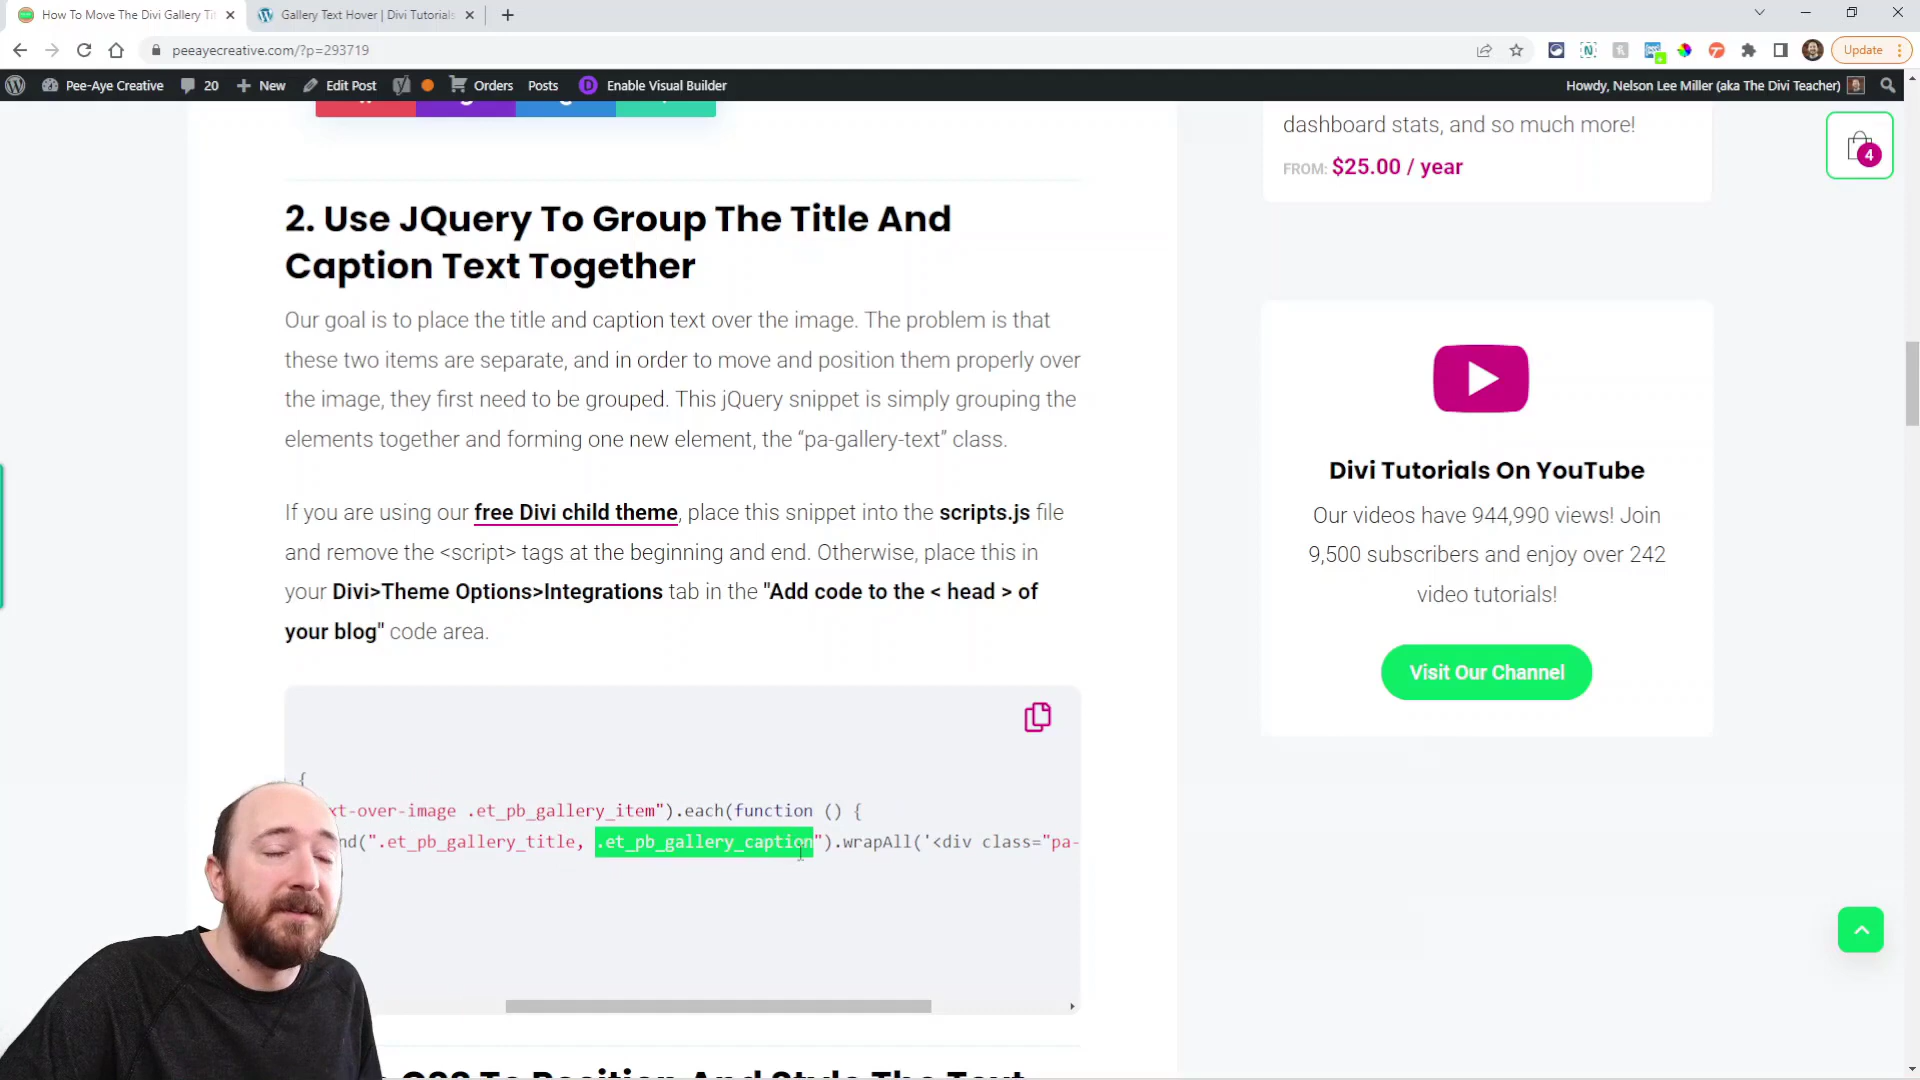 How To Move The Divi Gallery Ti
Gallery Text Hover | Divi Tutorials
peeayecreative.com/?p=293719
Update
Pee-Aye Creative
20
New
Edit Post
Orders
Posts
D
Enable Visual Builder
Howdy, Nelson Lee Miller (aka The Divi Teacher)
dashboard stats, and so much more!
FROM: $25.00 / year
4
2. Use JQuery To Group The Title And
Caption Text Together
Our goal is to place the title and caption text over the image. The problem is that
these two items are separate, and in order to move and position them properly over
the image, they first need to be grouped. This jQuery snippet is simply grouping the
elements together and forming one new element, the “pa-gallery-text” class.
If you are using our free Divi child theme, place this snippet into the scripts.js file
and remove the <script> tags at the beginning and end. Otherwise, place this in
your Divi>Theme Options>Integrations tab in the "Add code to the < head > of
your blog" code area.
Divi Tutorials On YouTube
Our videos have 944,990 views! Join
9,500 subscribers and enjoy over 242
video tutorials!
Visit Our Channel
{
xt-over-image .et_pb_gallery_item").each(function () {
nd(".et_pb_gallery_title, .et_pb_gallery_caption").wrapAll('<div class="pa-
CSS To Position And Style The Text